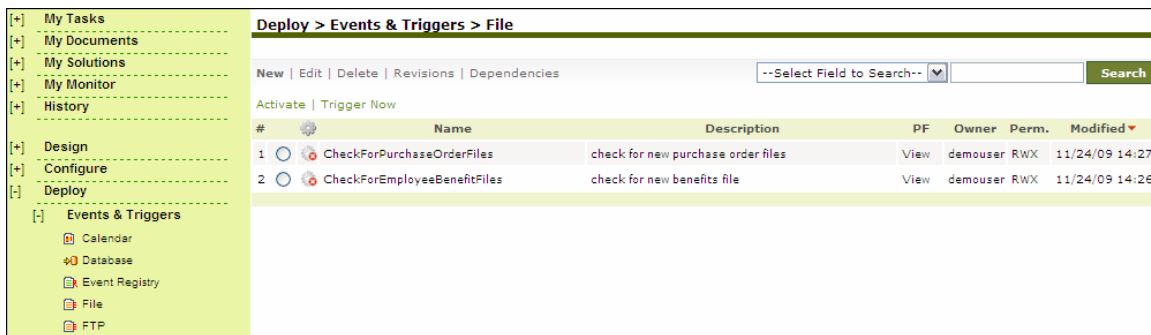 [+] My Tasks
[+] My Documents
[+] My Solutions
[+] My Monitor
[+] History
[+] Design
[+] Configure
[-] Deploy
[-] Events & Triggers
Calendar
Database
Event Registry
File
FTP
Deploy > Events & Triggers > File
New | Edit | Delete | Revisions | Dependencies --Select Field to Search-- Search
Activate | Trigger Now
# Name Description PF Owner Perm. Modified
1 CheckForPurchaseOrderFiles check for new purchase order files View demouser RWX 11/24/09 14:27
2 CheckForEmployeeBenefitFiles check for new benefits file View demouser RWX 11/24/09 14:26